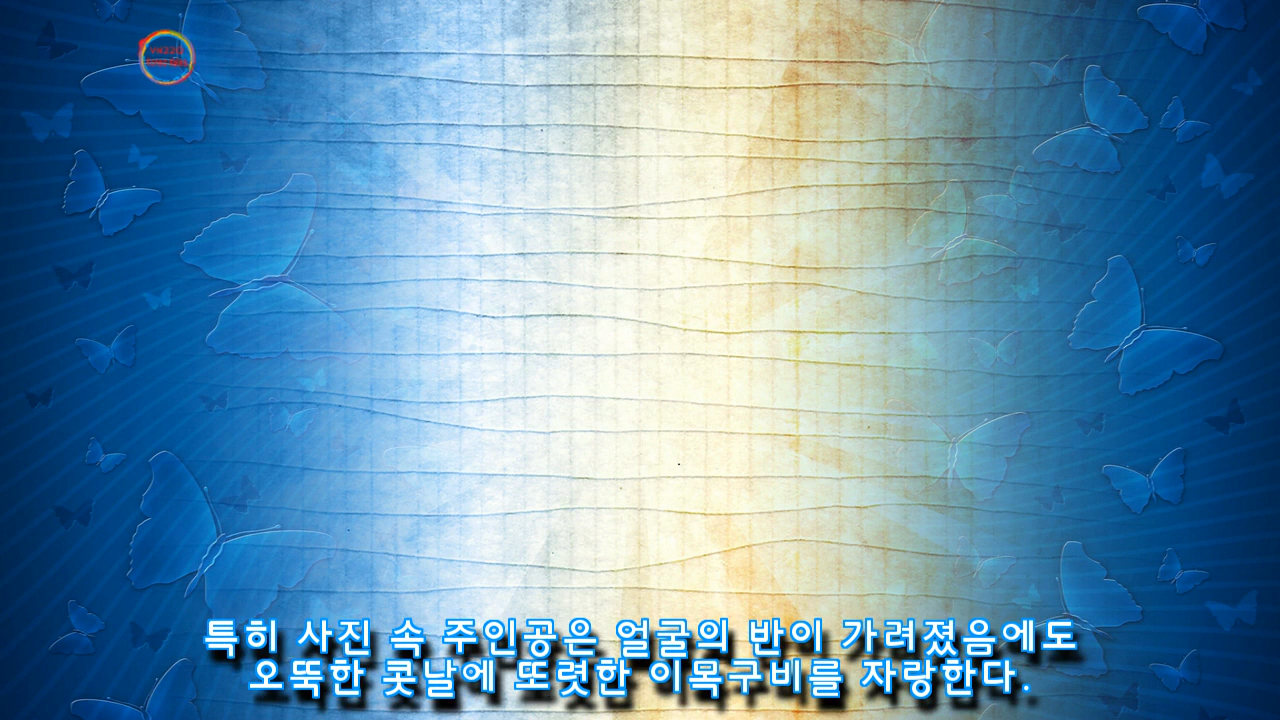 특히 사진 속 주인공은 얼굴의 반이 가려졌음에도
오뚝한 콧날에 또렷한 이목구비를 자랑한다.